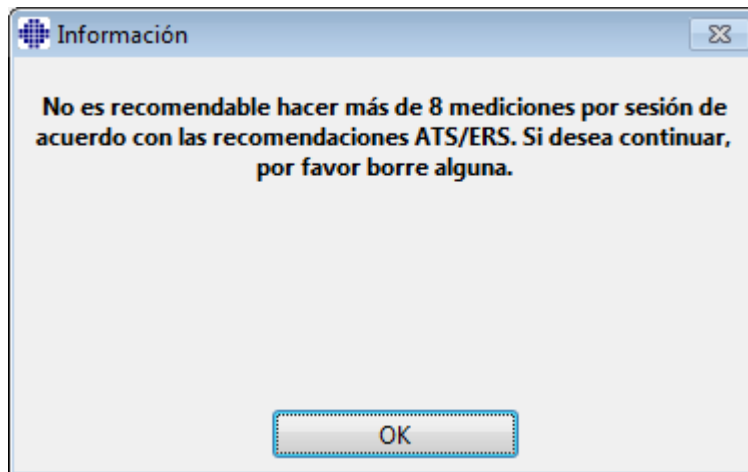 Información
No es recomendable hacer más de 8 mediciones por sesión de
acuerdo con las recomendaciones ATS/ERS. Si desea continuar,
por favor borre alguna.
OK